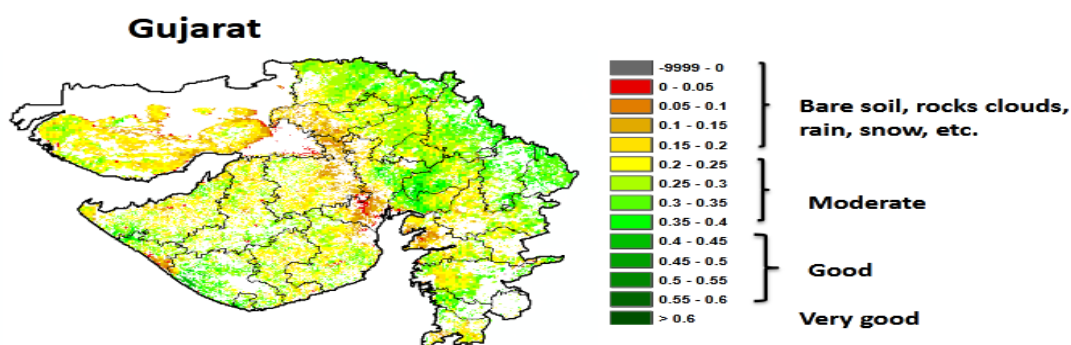 Gujarat
-9999 - 0
0 - 0.05
0.05 - 0.1
0.1 - 0.15
0.15 - 0.2
0.2 - 0.25
0.25 - 0.3
0.3 - 0.35
0.35 - 0.4
0.4 - 0.45
0.45 - 0.5
0.5 - 0.55
0.55 - 0.6
> 0.6
Bare soil, rocks clouds,
rain, snow, etc.
Moderate
Good
Very good